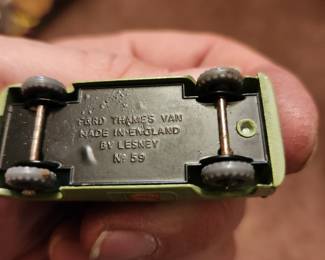 FORD THAMES VAN
MADE IN ENGLAND
BY LESNEY
Nº 59